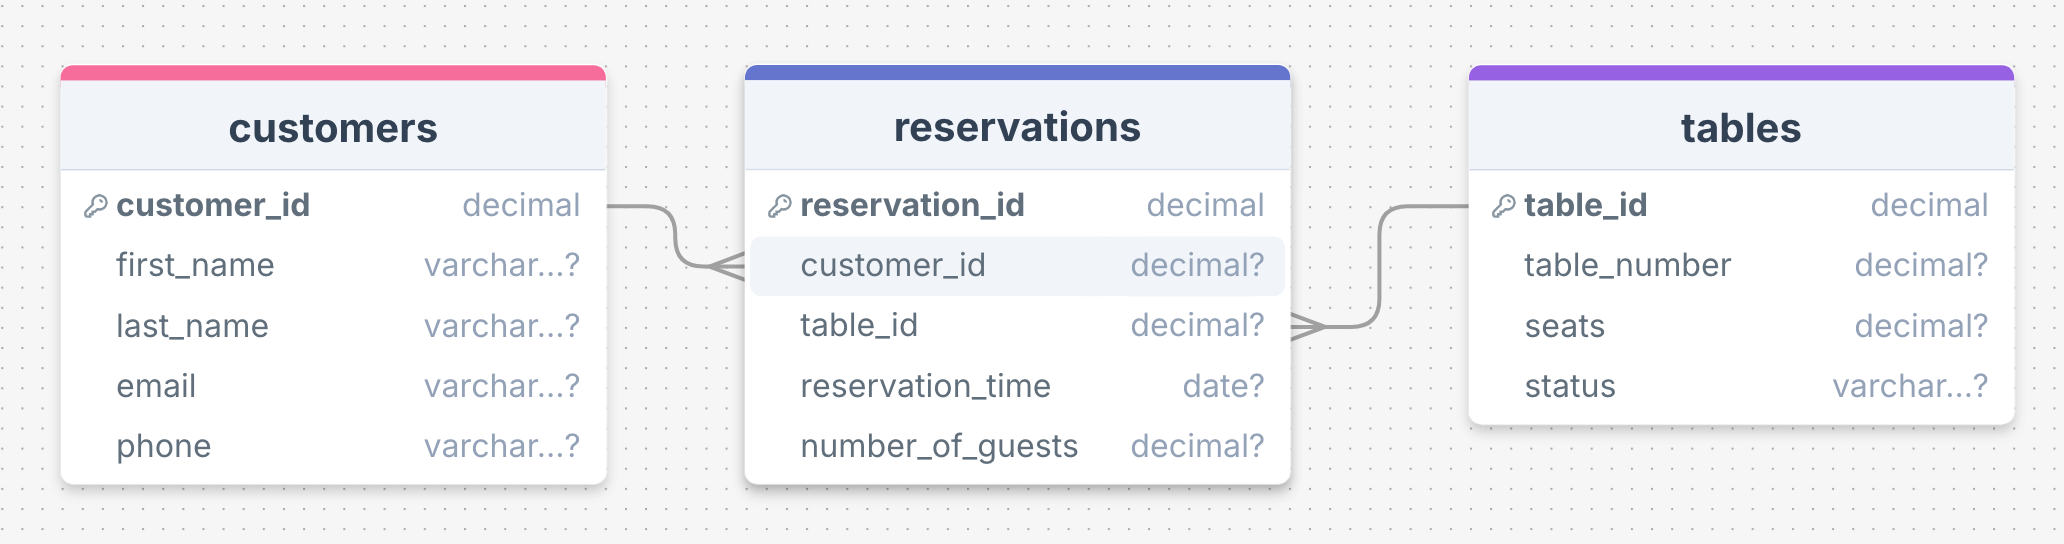 customers
customer_id decimal
first_name varchar...?
last_name varchar...?
email varchar...?
phone varchar...?
reservations
reservation_id decimal
customer_id decimal?
table_id decimal?
reservation_time date?
number_of_guests decimal?
tables
table_id decimal
table_number decimal?
seats decimal?
status varchar...?